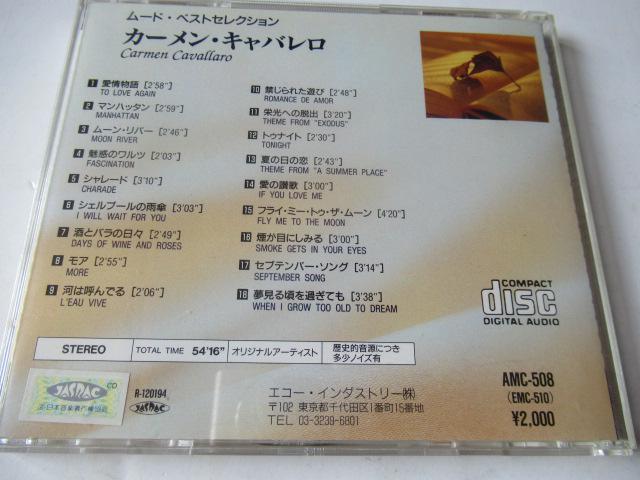 ムード・ベストセレクション
カーメン・キャバレロ
Carmen Cavallaro
1 愛情物語 [2'58"]
TO LOVE AGAIN
2 マンハッタン [2'59"]
MANHATTAN
3 ムーン・リバー [2'46"]
MOON RIVER
4 魅惑のワルツ [2'03"]
FASCINATION
5 シャレード [3'10"]
CHARADE
6 シェルブールの雨傘 [3'03"]
I WILL WAIT FOR YOU
7 酒とバラの日々 [2'49"]
DAYS OF WINE AND ROSES
8 モア [2'55"]
MORE
9 河は呼んでる [2'06"]
L'EAU VIVE
10 禁じられた遊び [2'48"]
ROMANCE DE AMOR
11 栄光への脱出 [3'20"]
THEME FROM "EXODUS"
12 トゥナイト [2'30"]
TONIGHT
13 夏の日の恋 [2'43"]
THEME FROM "A SUMMER PLACE"
14 愛の讃歌 [3'00"]
IF YOU LOVE ME
15 フライ・ミー・トゥ・ザ・ムーン [4'20"]
FLY ME TO THE MOON
16 煙が目にしみる [3'00"]
SMOKE GETS IN YOUR EYES
17 セプテンバー・ソング [3'14"]
SEPTEMBER SONG
18 夢見る頃を過ぎても [3'38"]
WHEN I GROW TOO OLD TO DREAM
COMPACT
disc
DIGITAL AUDIO
STEREO
TOTAL TIME 54'16"
オリジナルアーティスト
歴史的音源につき
多少ノイズ有
JASRAC
CD
R-120194
JASRAC
エコー・インダストリー㈱
〒102 東京都千代田区1番町15番地
TEL 03-3239-6801
AMC-508
(EMC-510)
¥2,000